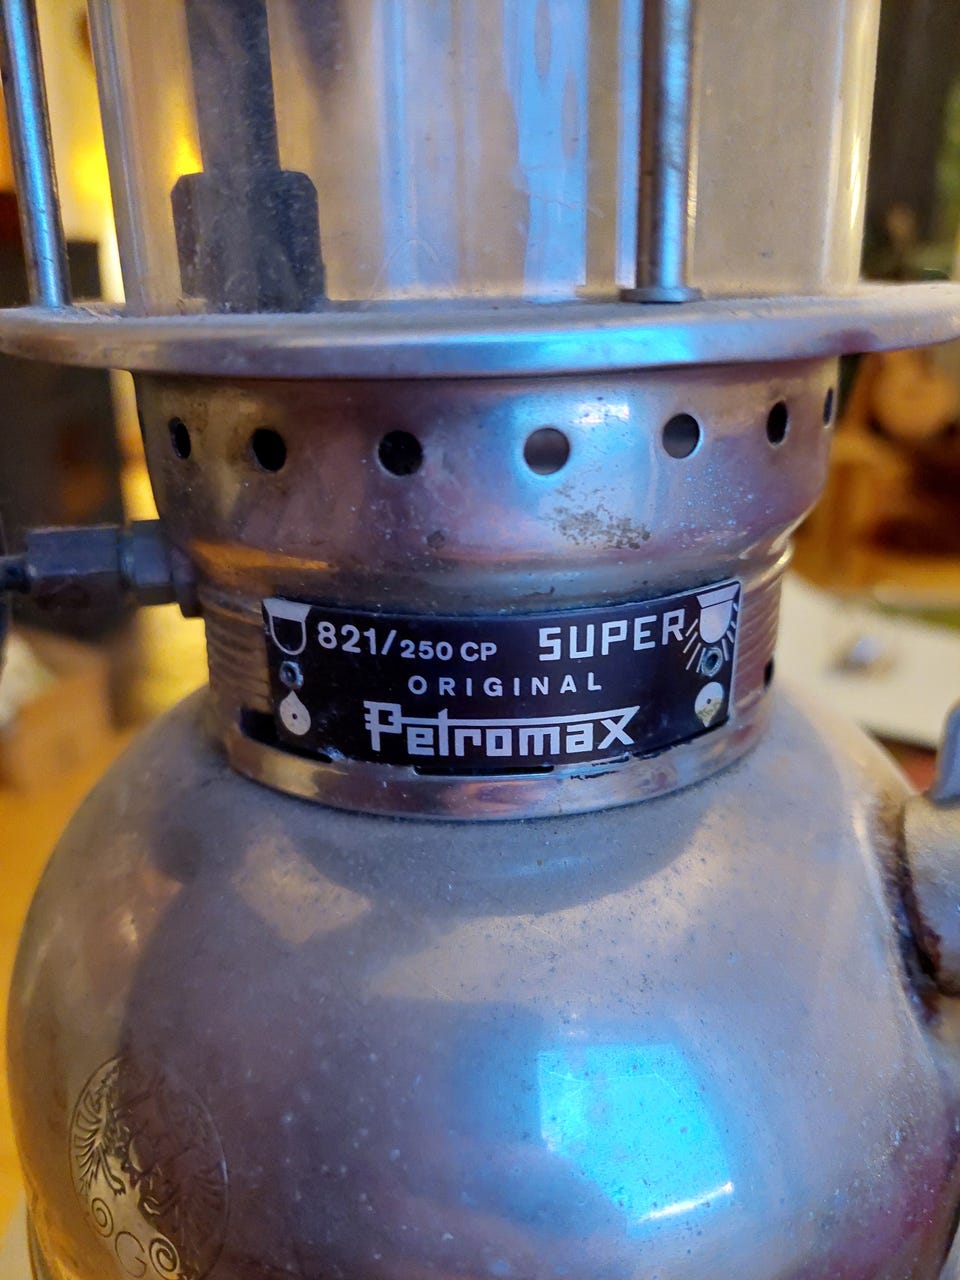 821/250 CP SUPER
ORIGINAL
Petromax